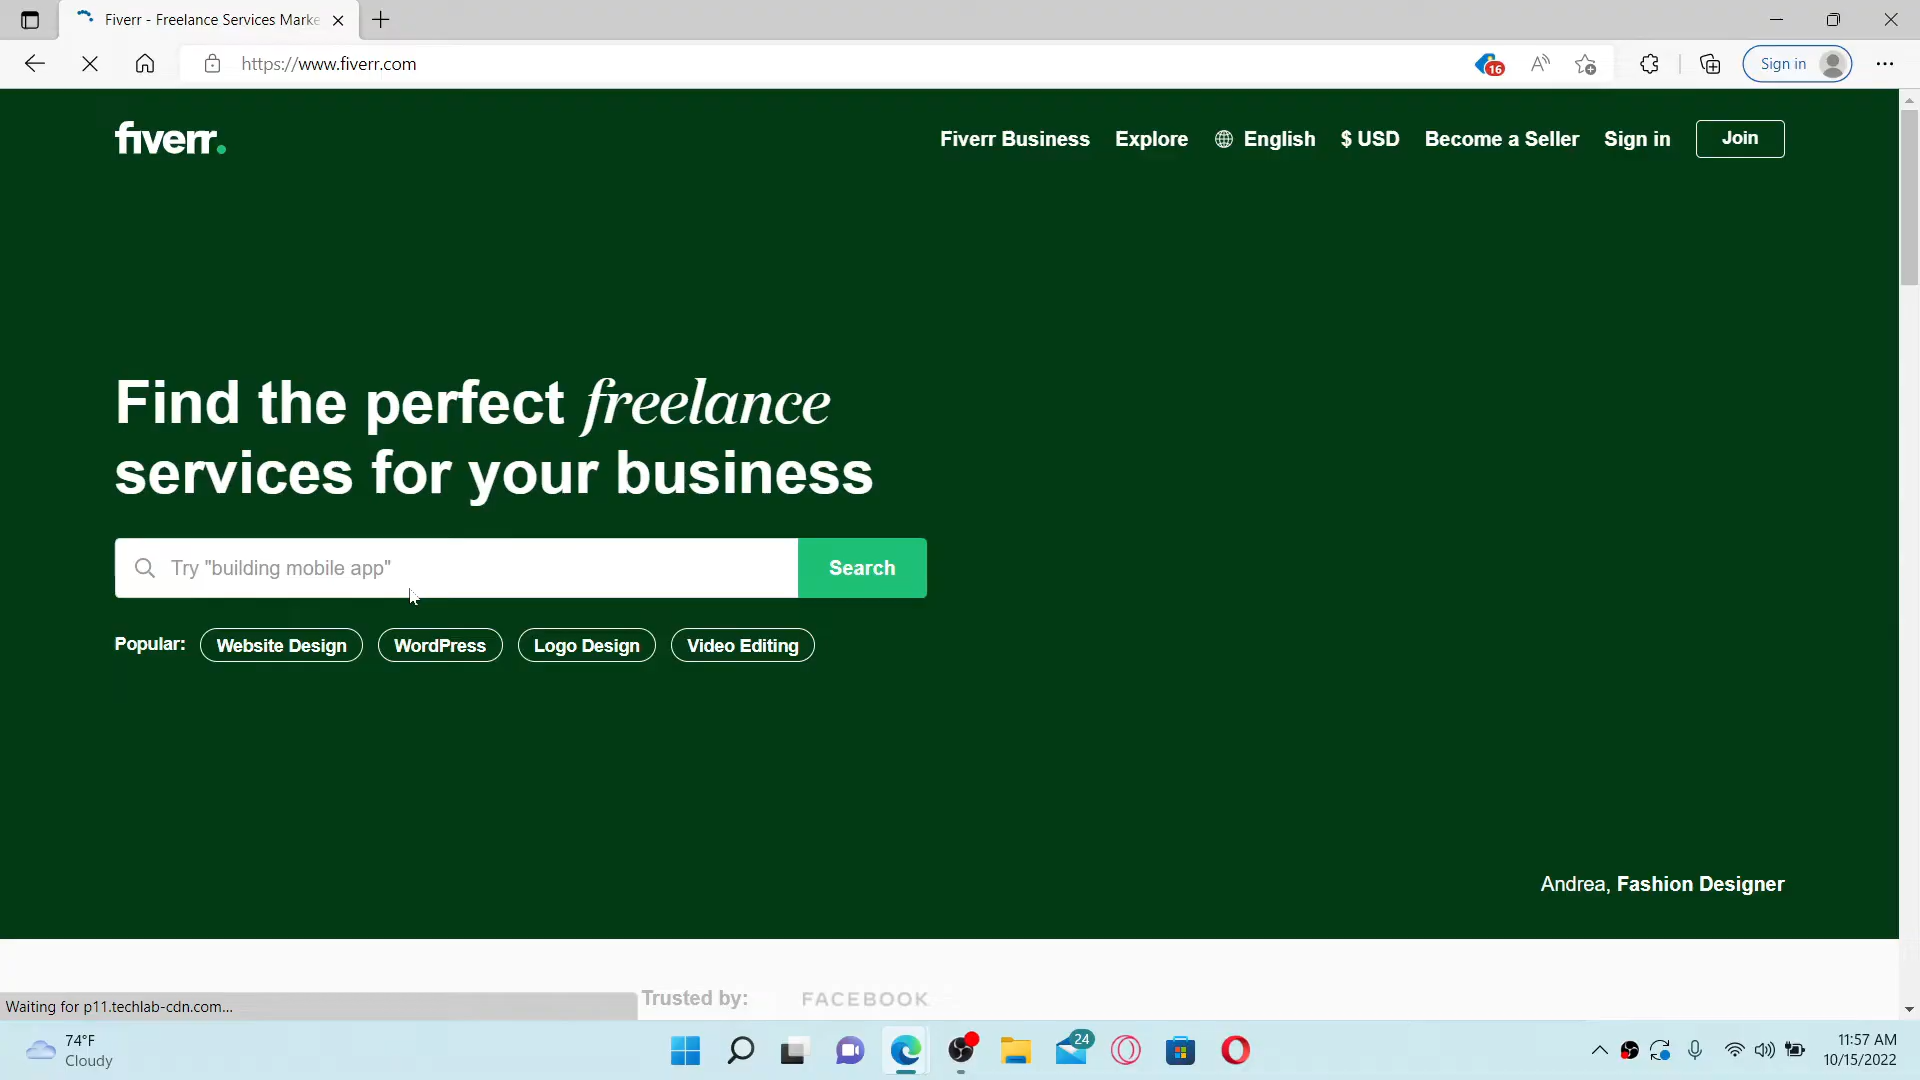 Fiverr - Freelance Services Marke
https://www.fiverr.com
16
Sign in
fiverr.
Fiverr Business
Explore
English
$ USD
Become a Seller
Sign in
Join
Find the perfect freelance
services for your business
Try "building mobile app"
Search
Popular:
Website Design
WordPress
Logo Design
Video Editing
Andrea, Fashion Designer
Trusted by:
FACEBOOK
Waiting for p11.techlab-cdn.com...
74°F
Cloudy
24
11:57 AM
10/15/2022